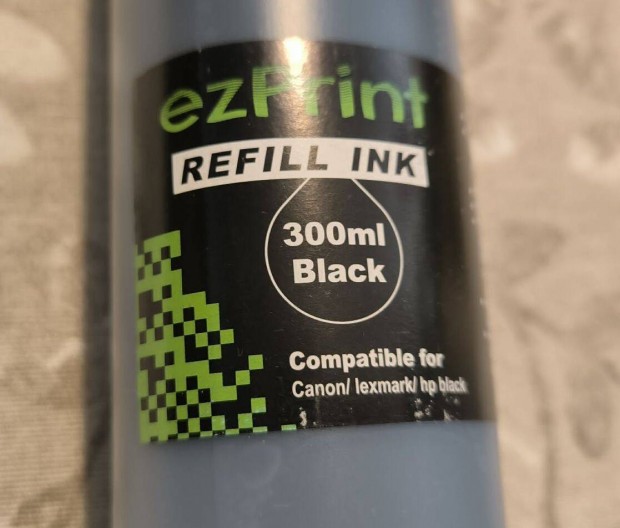 ezPrint
REFILL INK
300ml
Black
Compatible for
Canon/ lexmark/ hp black